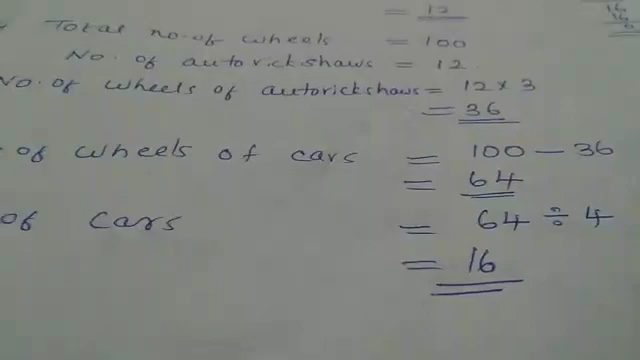 = 12
Total no. of wheels = 100
No. of autorickshaws = 12
No. of wheels of autorickshaws = 12 × 3
= 36
of wheels of cars = 100 — 36
= 64
of cars = 64 ÷ 4
= 16